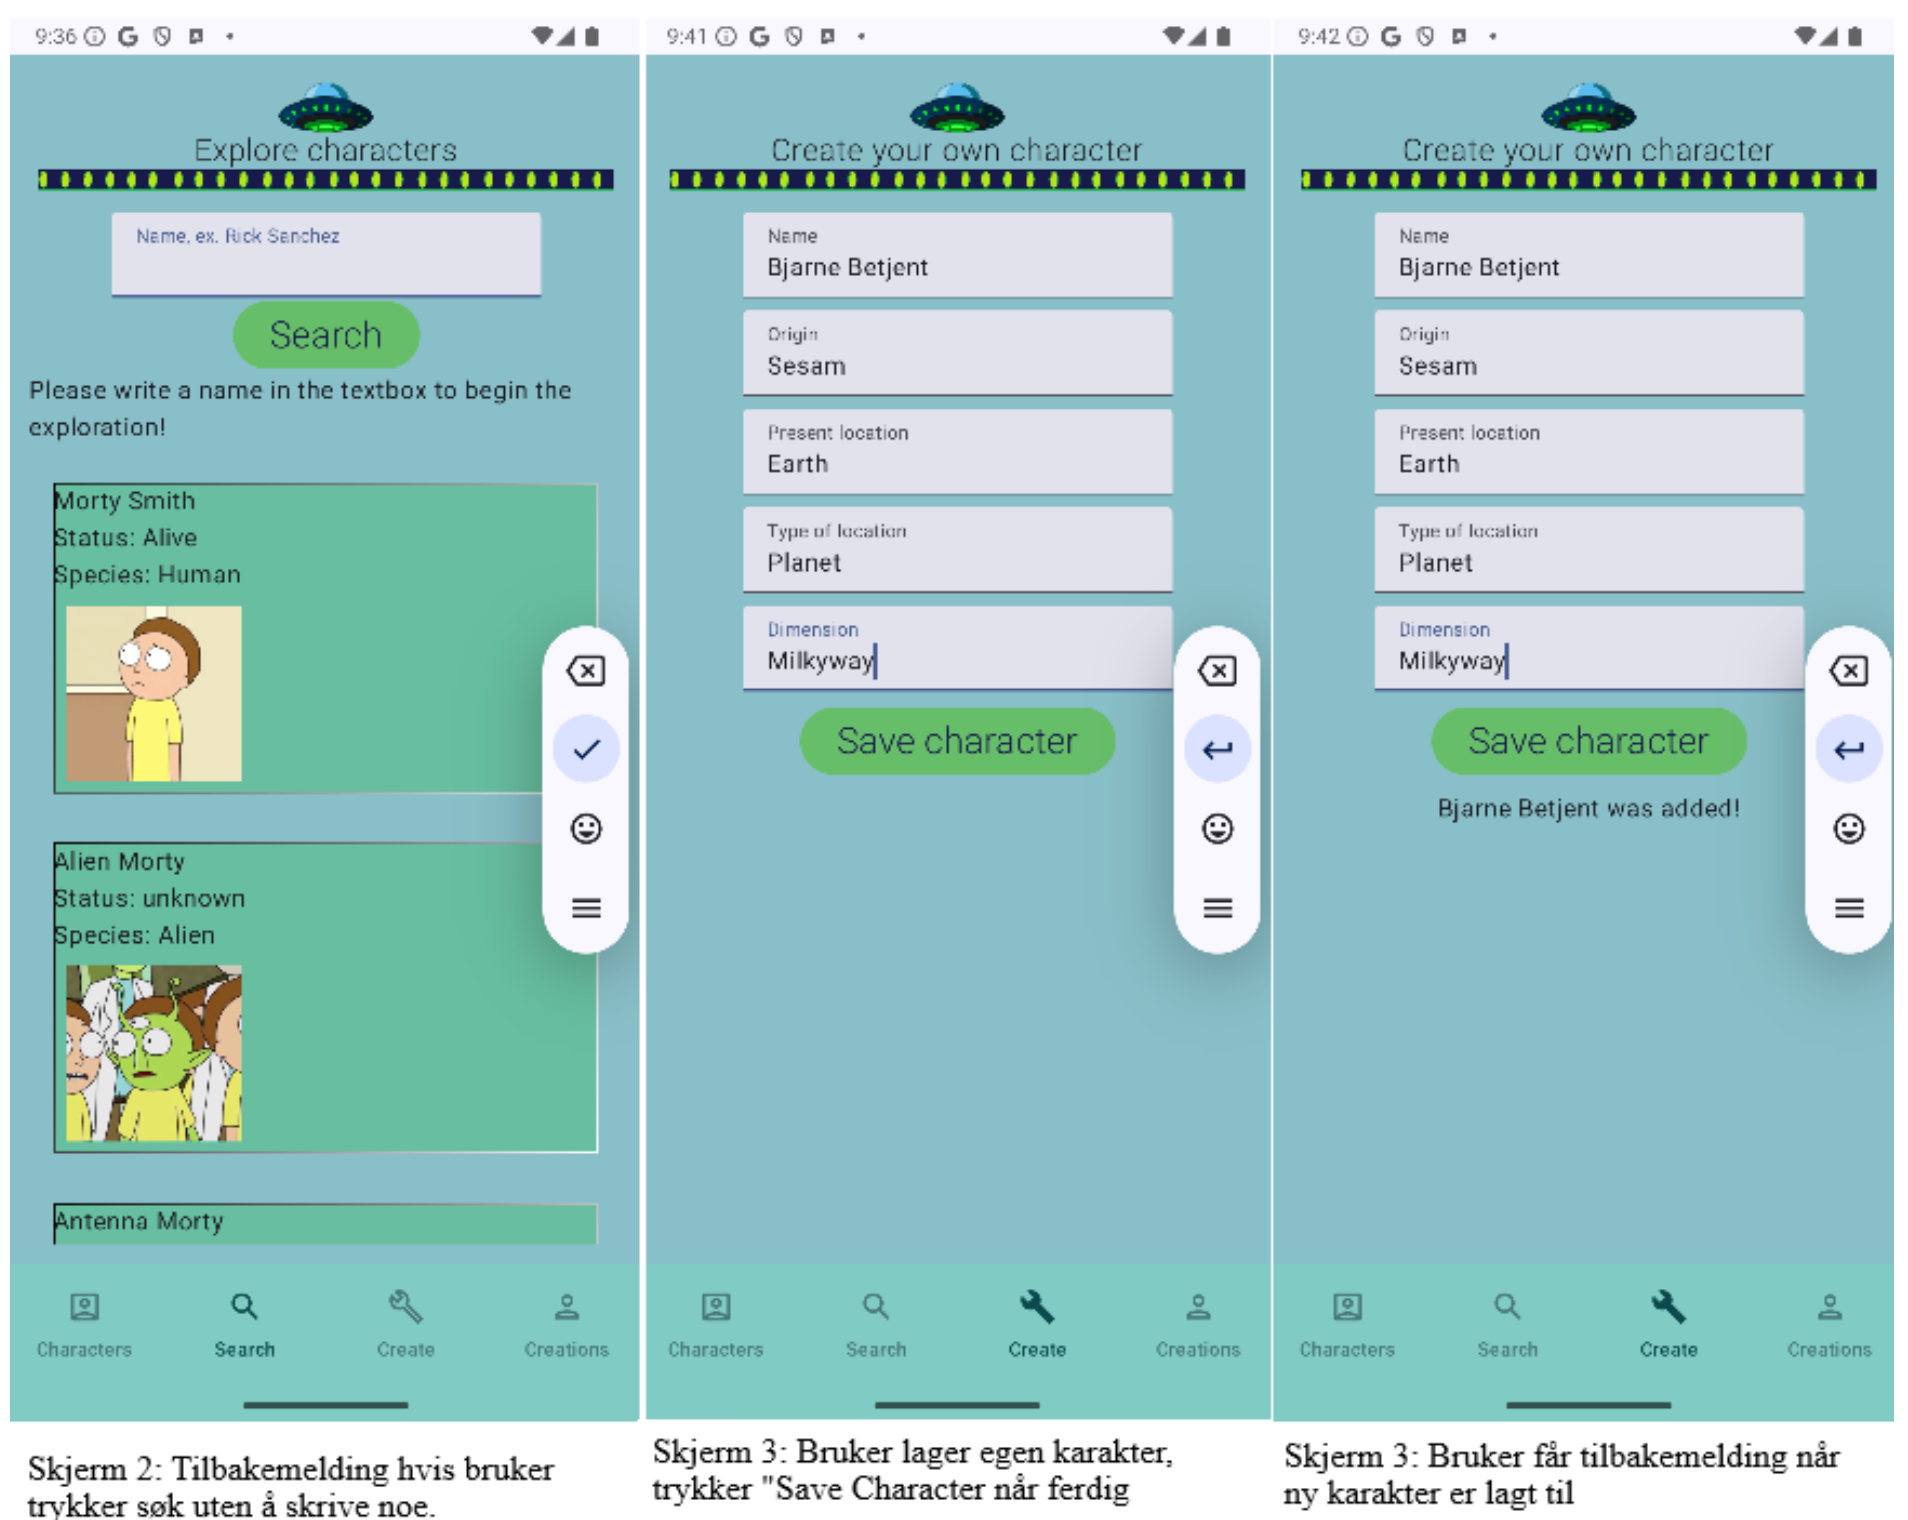 9:36
Explore characters
Name, ex. Rick Sanchez
Search
Please write a name in the textbox to begin the
exploration!
Morty Smith
Status: Alive
Species: Human
Alien Morty
Status: unknown
Species: Alien
Antenna Morty
Characters
Search
Create
Creations
Skjerm 2: Tilbakemelding hvis bruker
trykker søk uten å skrive noe.
9:41
Create your own character
Name
Bjarne Betjent
Origin
Sesam
Present location
Earth
Type of location
Planet
Dimension
Milkyway
Save character
Characters
Search
Create
Creations
Skjerm 3: Bruker lager egen karakter,
trykker "Save Character når ferdig
9:42
Create your own character
Name
Bjarne Betjent
Origin
Sesam
Present location
Earth
Type of location
Planet
Dimension
Milkyway
Save character
Bjarne Betjent was added!
Characters
Search
Create
Creations
Skjerm 3: Bruker får tilbakemelding når
ny karakter er lagt til